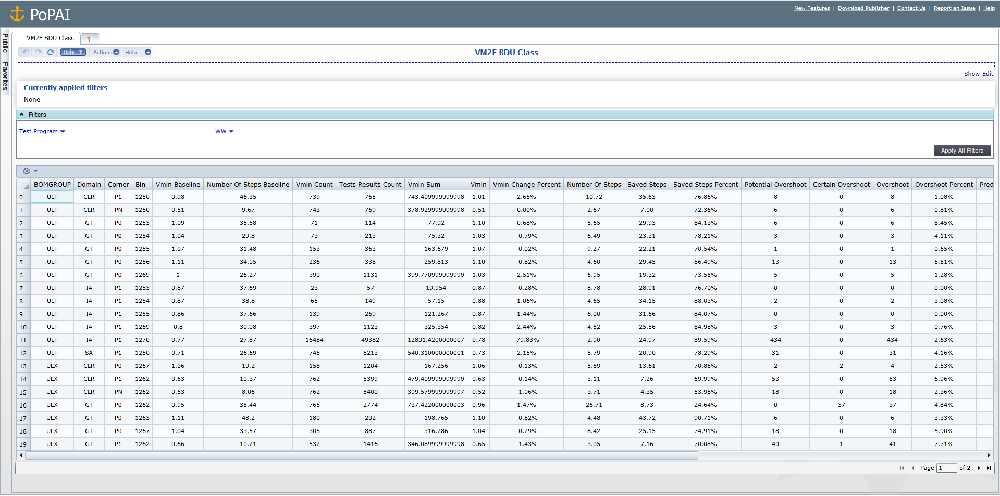 PoPAI
New Features | Download Publisher | Contact Us | Report an Issue | Help
Public
Favorites
VM2F BDU Class
Hide Actions Help
VM2F BDU Class
Show Edit
Currently applied filters
None
Filters
Test Program WW
Apply All Filters
BOMGROUP Domain Corner Bin Vmin Baseline Number Of Steps Baseline Vmin Count Tests Results Count Vmin Sum Vmin Vmin Change Percent Number Of Steps Saved Steps Saved Steps Percent Potential Overshoot Certain Overshoot Overshoot Overshoot Percent Pred
0 ULT CLR P1 1250 0.98 46.35 739 765 743.409999999998 1.01 2.65% 10.72 35.63 76.86% 8 0 8 1.08%
1 ULT CLR PN 1250 0.51 9.67 743 769 378.929999999998 0.51 0.00% 2.67 7.00 72.36% 6 0 6 0.81%
2 ULT GT P0 1253 1.09 35.58 71 114 77.92 1.10 0.68% 5.65 29.93 84.13% 6 0 6 8.45%
3 ULT GT P0 1254 1.04 29.8 73 213 75.32 1.03 -0.79% 6.49 23.31 78.21% 3 0 3 4.11%
4 ULT GT P0 1255 1.07 31.48 153 363 163.679 1.07 -0.02% 9.27 22.21 70.54% 1 0 1 0.65%
5 ULT GT P0 1256 1.11 34.05 236 338 259.813 1.10 -0.82% 4.60 29.45 86.49% 13 0 13 5.51%
6 ULT GT P0 1269 1 26.27 390 1131 399.770999999999 1.03 2.51% 6.95 19.32 73.55% 5 0 5 1.28%
7 ULT IA P1 1253 0.87 37.69 23 57 19.954 0.87 -0.28% 8.78 28.91 76.70% 0 0 0 0.00%
8 ULT IA P1 1254 0.87 38.8 65 149 57.15 0.88 1.06% 4.65 34.15 88.03% 2 0 2 3.08%
9 ULT IA P1 1255 0.86 37.66 139 269 121.267 0.87 1.44% 6.00 31.66 84.07% 0 0 0 0.00%
10 ULT IA P1 1269 0.8 30.08 397 1123 325.354 0.82 2.44% 4.52 25.56 84.98% 3 0 3 0.76%
11 ULT IA P1 1270 0.77 27.87 16484 49382 12801.4200000007 0.78 -79.83% 2.90 24.97 89.59% 434 0 434 2.63%
12 ULT SA P1 1250 0.71 26.69 745 5213 540.310000000001 0.73 2.15% 5.79 20.90 78.29% 31 0 31 4.16%
13 ULX CLR P0 1267 1.06 19.2 158 1204 167.256 1.06 -0.13% 5.59 13.61 70.86% 2 2 4 2.53%
14 ULX CLR P1 1262 0.63 10.37 762 5399 479.409999999999 0.63 -0.14% 3.11 7.26 69.99% 53 0 53 6.96%
15 ULX CLR PN 1262 0.53 8.06 762 5400 399.579999999997 0.52 -1.06% 3.71 4.35 53.95% 18 0 18 2.36%
16 ULX GT P0 1262 0.95 35.44 765 2774 737.422000000003 0.96 1.47% 26.71 8.73 24.64% 0 37 37 4.84%
17 ULX GT P0 1263 1.11 48.2 180 202 198.765 1.10 -0.52% 4.48 43.72 90.71% 6 0 6 3.33%
18 ULX GT P0 1267 1.04 33.57 305 887 316.286 1.04 -0.29% 8.42 25.15 74.91% 18 0 18 5.90%
19 ULX GT P1 1262 0.66 10.21 532 1416 346.089999999998 0.65 -1.43% 3.05 7.16 70.08% 40 1 41 7.71%
Page 1 of 2